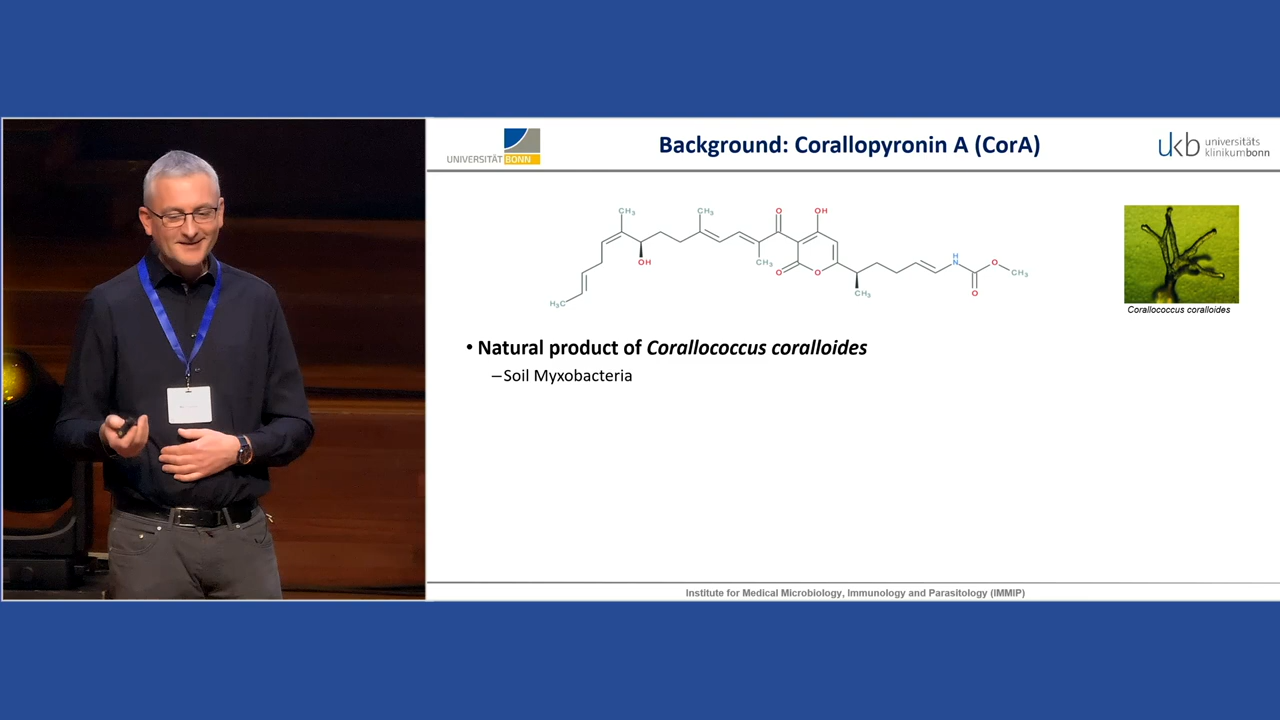 UNIVERSITÄT BONN
Background: Corallopyronin A (CorA)
ukb universitäts
klinikumbonn
CH₃
CH₃
O
OH
OH
CH₃
O
O
CH₃
H
N
O
O
CH₃
H₃C
Corallococcus coralloides
• Natural product of Corallococcus coralloides
–Soil Myxobacteria
Institute for Medical Microbiology, Immunology and Parasitology (IMMIP)